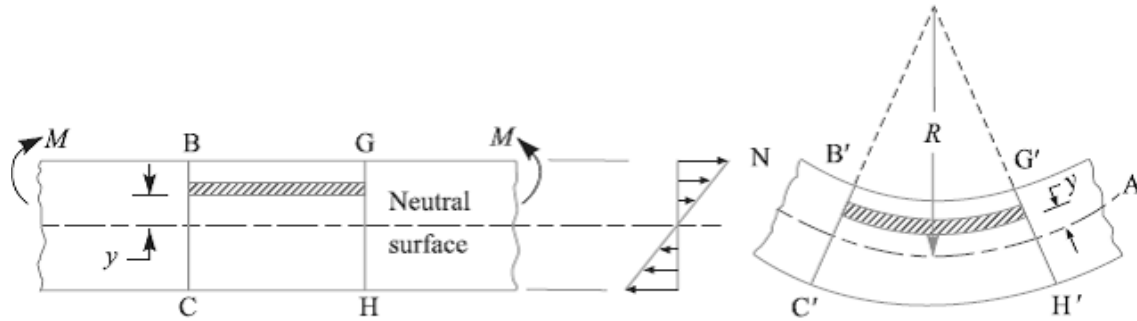 M B G M
N B′ R G′
y A
Neutral
surface
y
C H C′ H′